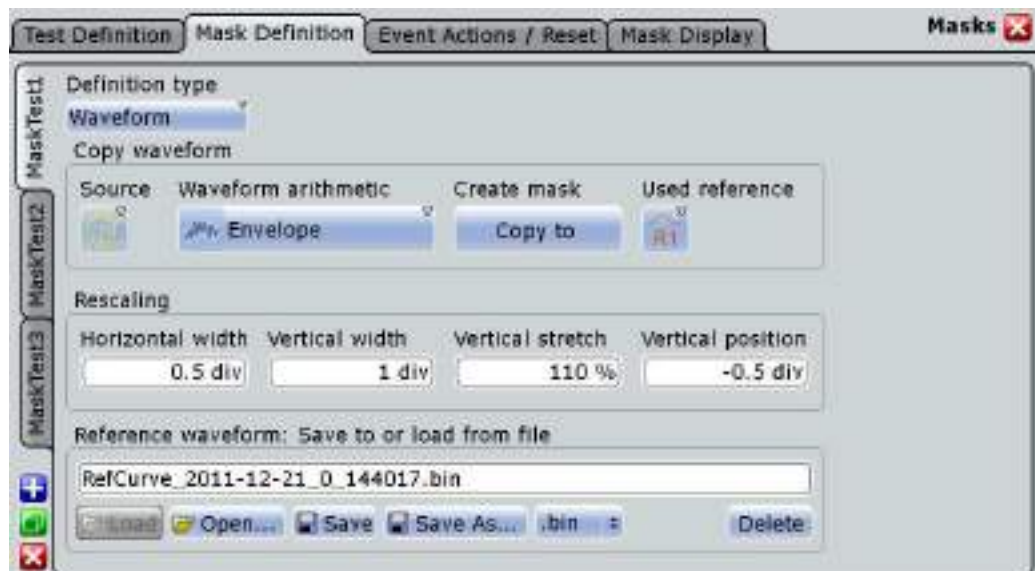 Test Definition Mask Definition Event Actions / Reset Mask Display Masks
MaskTest1
MaskTest2
MaskTest3
Definition type
Waveform
Copy waveform
Source Waveform arithmetic Create mask Used reference
Envelope Copy to R1
Rescaling
Horizontal width Vertical width Vertical stretch Vertical position
0.5 div 1 div 110 % -0.5 div
Reference waveform: Save to or load from file
RefCurve_2011-12-21_0_144017.bin
Load Open... Save Save As... .bin Delete